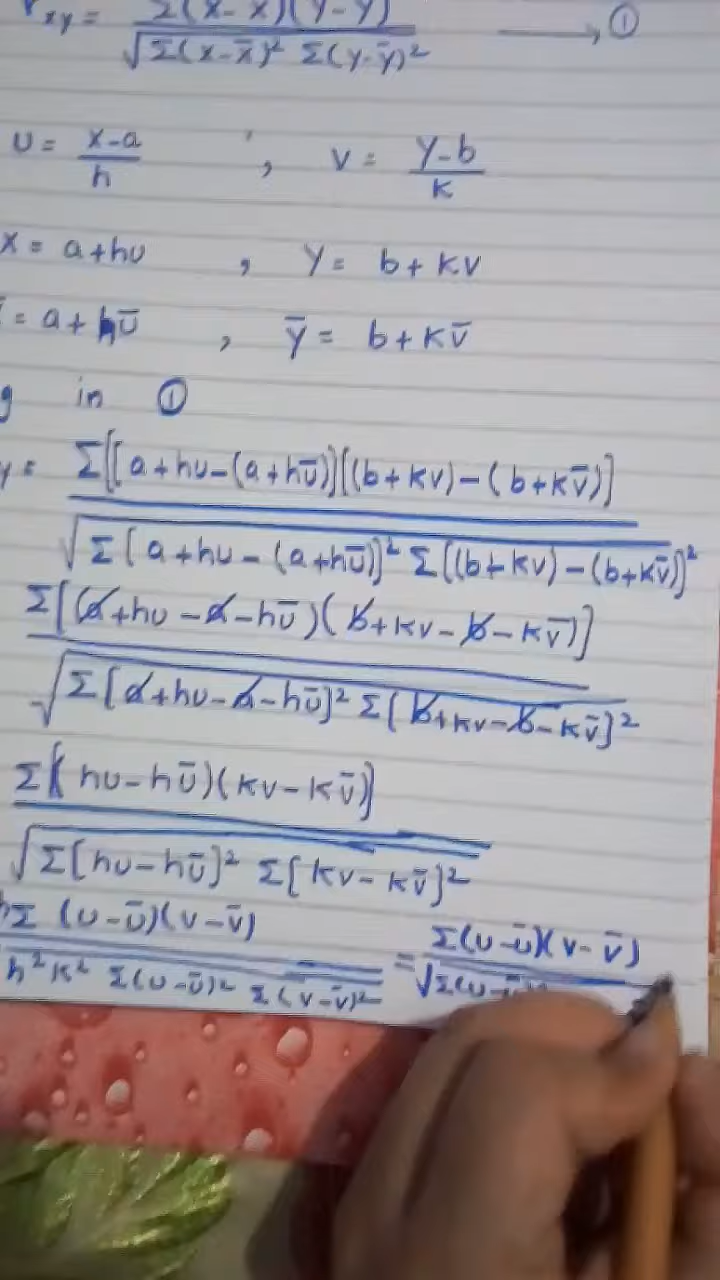 r xy = Σ(x-x̄)(y-ȳ) / √Σ(x-x̄)² Σ(y-ȳ)² → ①
U = x-a / h , V = y-b / k
x = a+hu , y = b+kv
= a+hū , ȳ = b+kv̄
g in ①
y = Σ[[a+hu-(a+hū)][(b+kv)-(b+kv̄)] / √Σ[a+hu-(a+hū)]² Σ[(b+kv)-(b+kv̄)]²
Σ[(a+hu-a-hū)(b+kv-b-kv̄)] / √Σ[a+hu-a-hū]² Σ[b+kv-b-kv̄]²
Σ[(hu-hū)(kv-kv̄)] / √Σ[hu-hū]² Σ[kv-kv̄]²
Σ(u-ū)(v-v̄) / h²k² Σ(u-ū)² Σ(v-v̄)² = Σ(u-ū)(v-v̄) / √Σ(u-ū